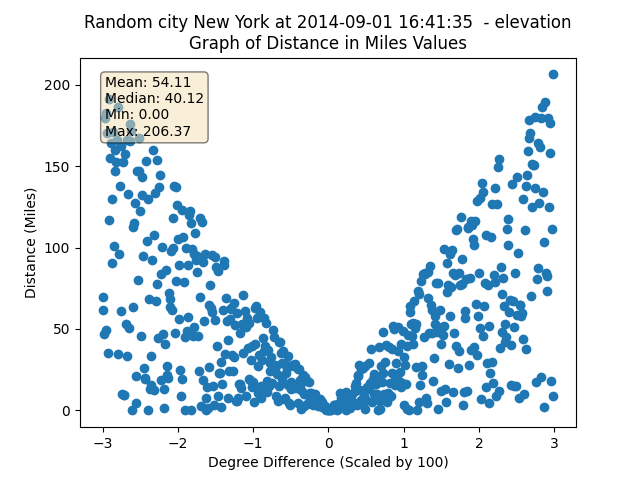 Random city New York at 2014-09-01 16:41:35  - elevation
Graph of Distance in Miles Values
Mean: 54.11
Median: 40.12
Min: 0.00
Max: 206.37
200
150
100
50
0
Distance (Miles)
−3 −2 −1 0 1 2 3
Degree Difference (Scaled by 100)